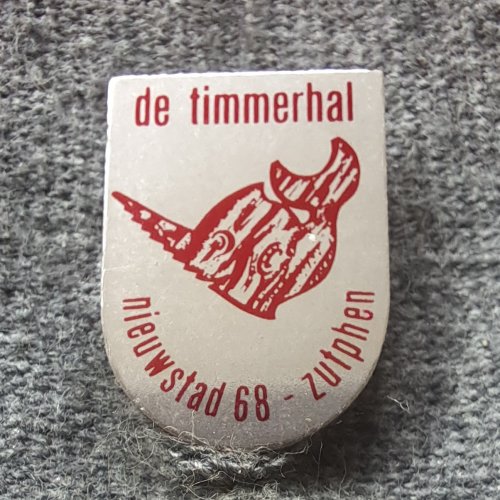 de timmerhal
nieuwstad 68 - zutphen